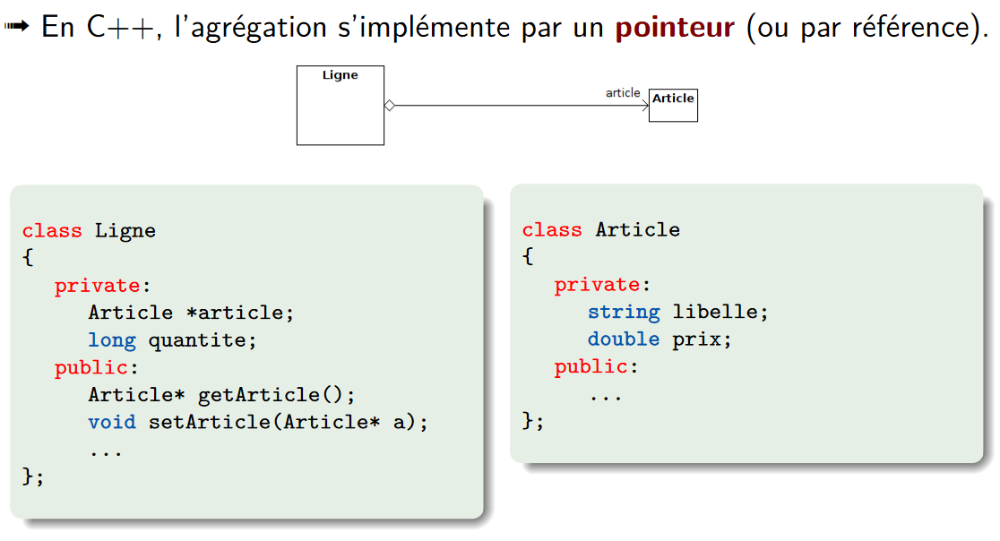 ➟ En C++, l'agrégation s'implémente par un pointeur (ou par référence).
Ligne
article
Article
class Ligne
{
private:
Article *article;
long quantite;
public:
Article* getArticle();
void setArticle(Article* a);
...
};
class Article
{
private:
string libelle;
double prix;
public:
...
};